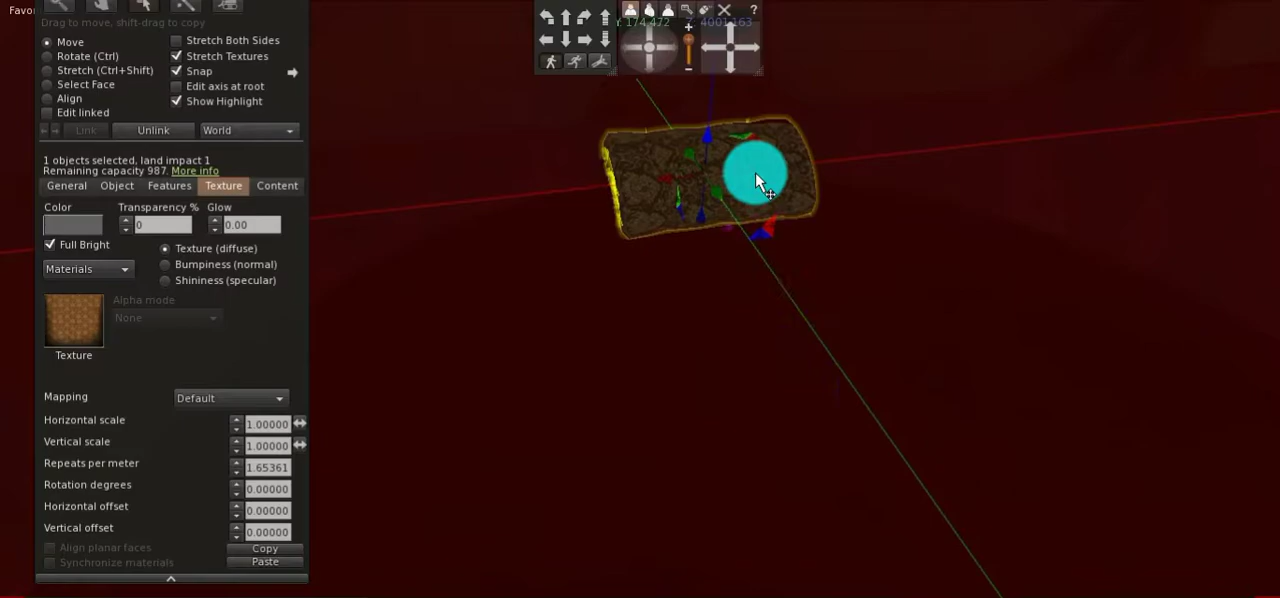 Favor
Drag to move, shift-drag to copy
Move
Rotate (Ctrl)
Stretch (Ctrl+Shift)
Select Face
Align
Edit linked
Stretch Both Sides
Stretch Textures
Snap
Edit axis at root
Show Highlight
Link
Unlink
World
1 objects selected, land impact 1
Remaining capacity 987. More info
General Object Features Texture Content
Color
Transparency %
Glow
0
0.00
Full Bright
Materials
Texture (diffuse)
Bumpiness (normal)
Shininess (specular)
Alpha mode
None
Texture
Mapping
Default
Horizontal scale 1.00000
Vertical scale 1.00000
Repeats per meter 1.65361
Rotation degrees 0.00000
Horizontal offset 0.00000
Vertical offset 0.00000
Align planar faces
Synchronize materials
Copy
Paste
?